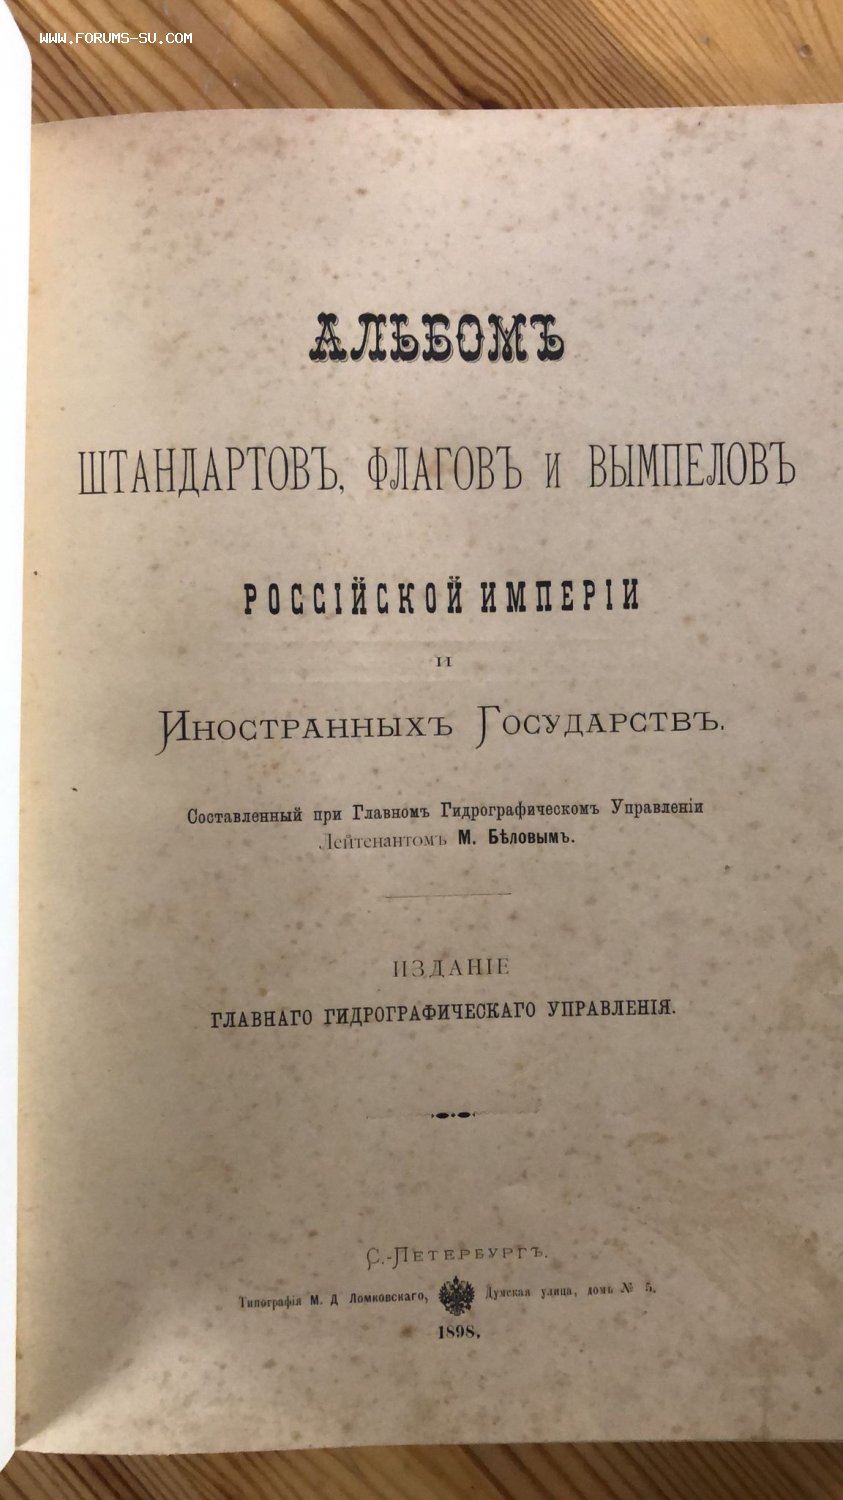 WWW.FORUMS-SU.COM
АЛЬБОМЪ
ШТАНДАРТОВЪ, ФЛАГОВЪ И ВЫМПЕЛОВЪ
РОССІЙСКОЙ ИМПЕРІИ
И
ИНОСТРАННЫХЪ ГОСУДАРСТВЪ.
Составленный при Главномъ Гидрографическомъ Управленіи
Лейтенантомъ М. Бѣловымъ.
ИЗДАНІЕ
ГЛАВНАГО ГИДРОГРАФИЧЕСКАГО УПРАВЛЕНІЯ.
С.-ПЕТЕРБУРГЪ.
Типографія М. Д Ломковскаго, Думская улица, домъ № 5.
1898.